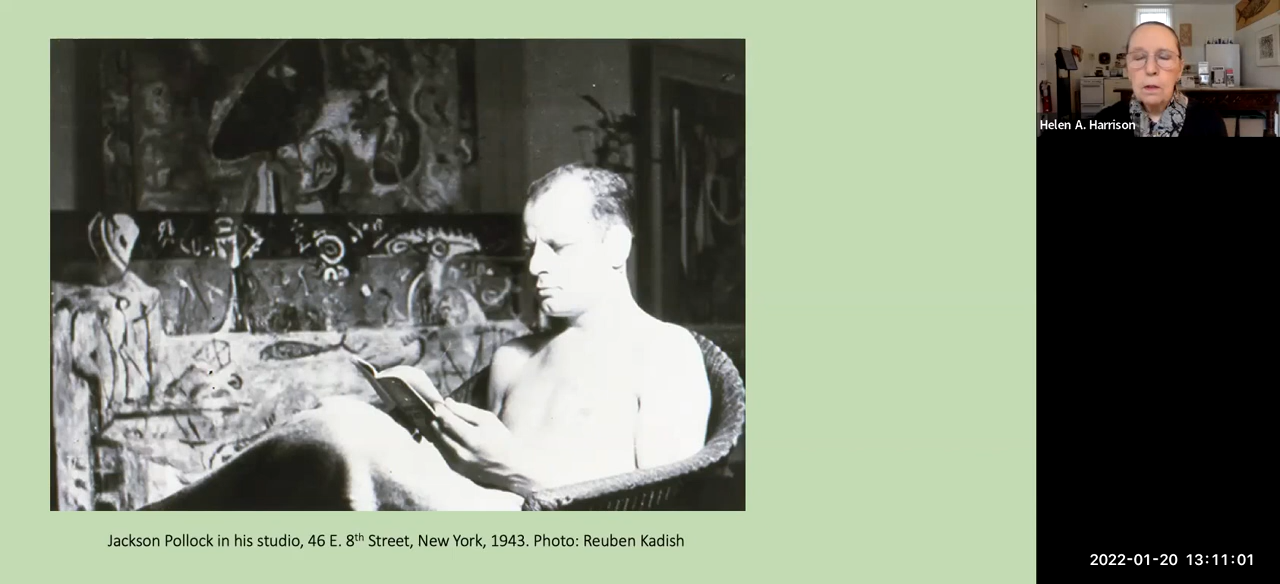 Helen A. Harrison
Jackson Pollock in his studio, 46 E. 8th Street, New York, 1943. Photo: Reuben Kadish
2022-01-20 13:11:01